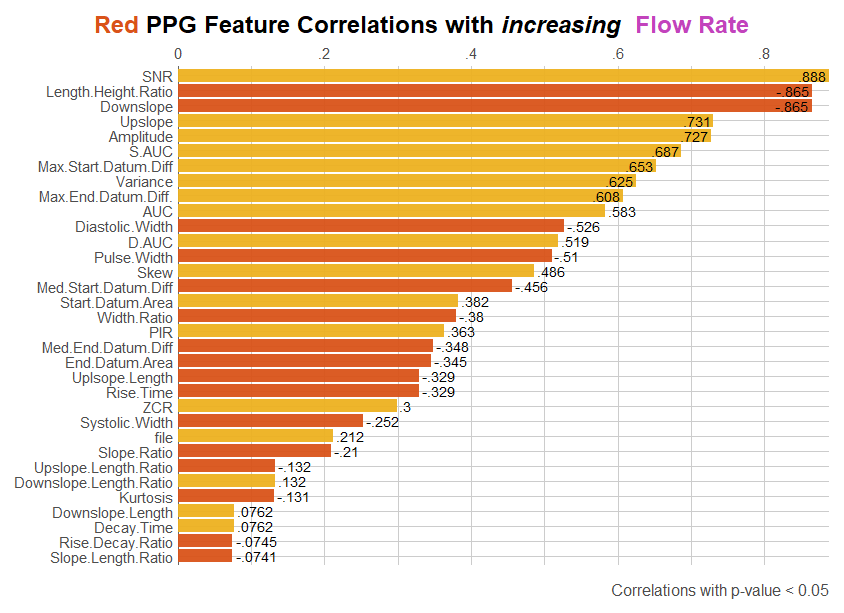 Red PPG Feature Correlations with increasing Flow Rate
0 .2 .4 .6 .8
SNR .888
Length.Height.Ratio -.865
Downslope -.865
Upslope .731
Amplitude .727
S.AUC .687
Max.Start.Datum.Diff .653
Variance .625
Max.End.Datum.Diff. .608
AUC .583
Diastolic.Width -.526
D.AUC .519
Pulse.Width -.51
Skew .486
Med.Start.Datum.Diff -.456
Start.Datum.Area .382
Width.Ratio -.38
PIR .363
Med.End.Datum.Diff -.348
End.Datum.Area -.345
Uplsope.Length -.329
Rise.Time -.329
ZCR .3
Systolic.Width -.252
file .212
Slope.Ratio -.21
Upslope.Length.Ratio -.132
Downslope.Length.Ratio .132
Kurtosis -.131
Downslope.Length .0762
Decay.Time .0762
Rise.Decay.Ratio -.0745
Slope.Length.Ratio -.0741
Correlations with p-value < 0.05